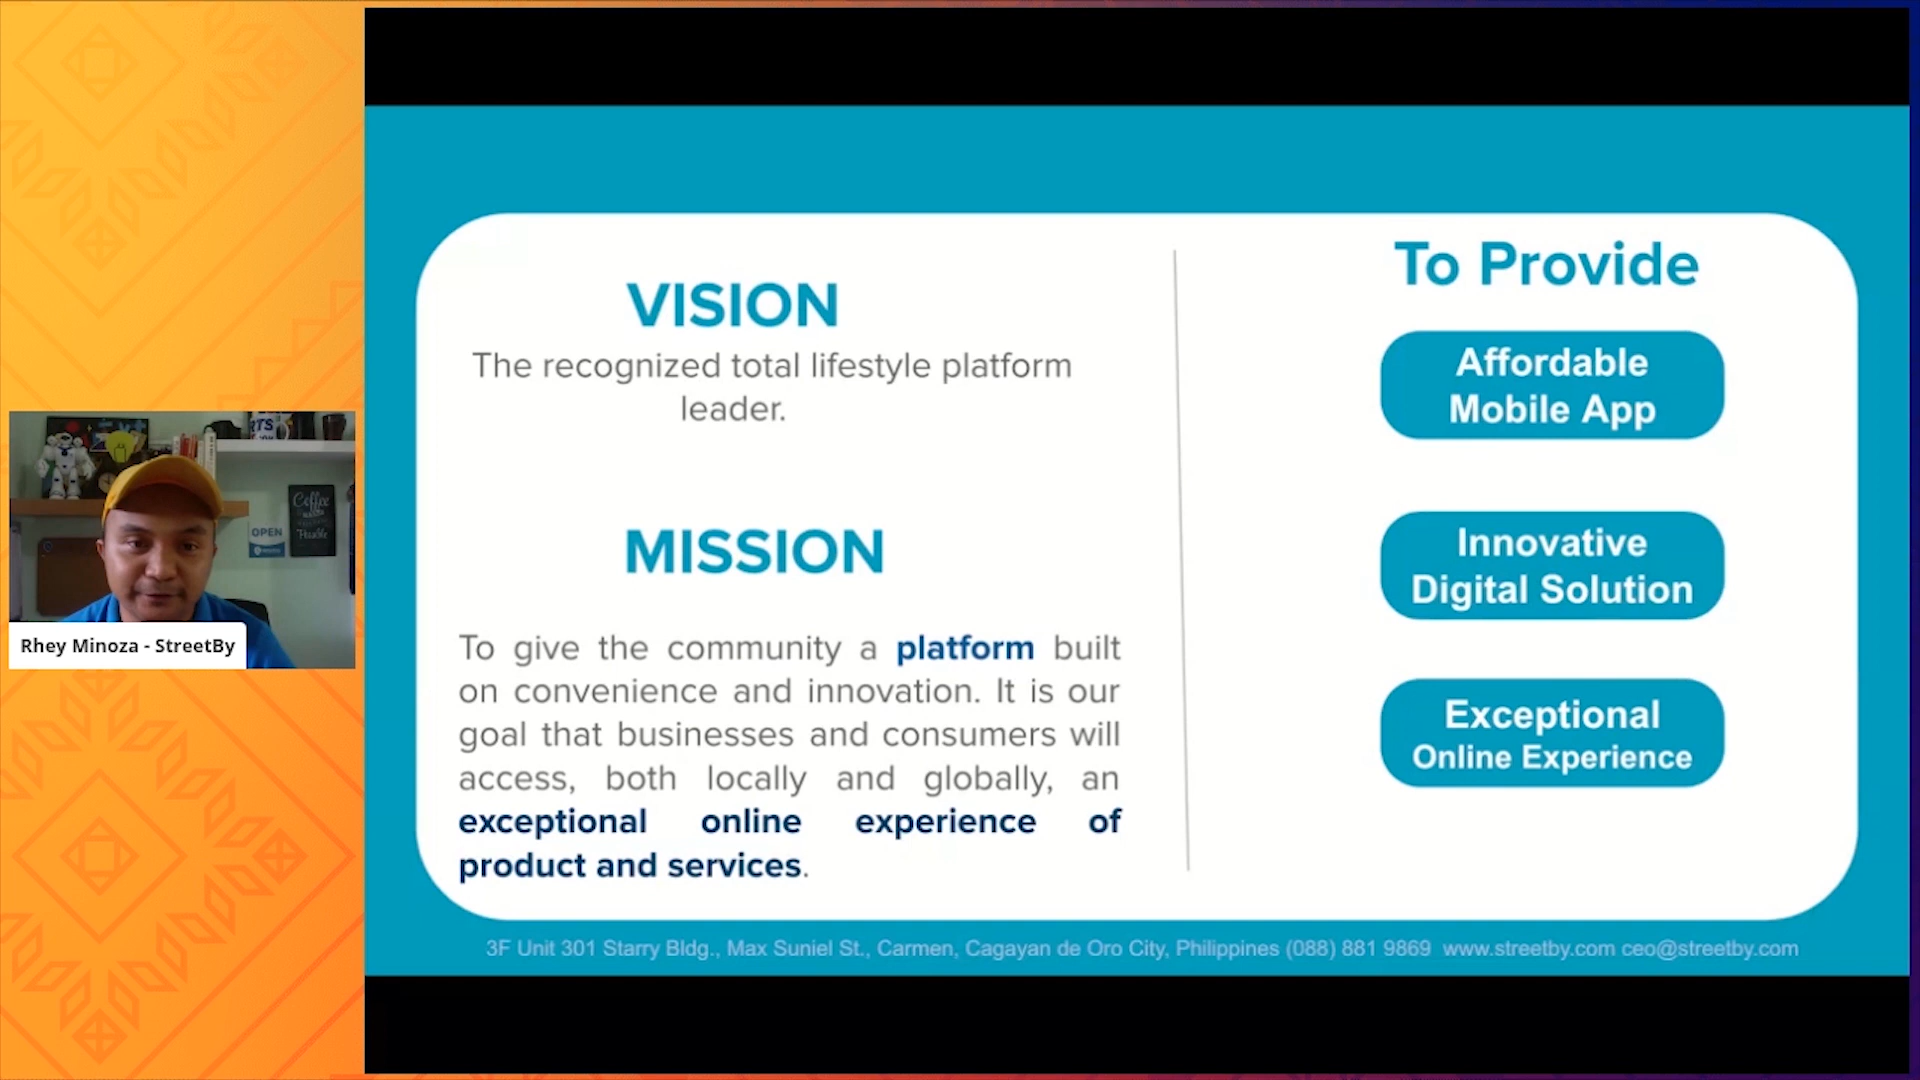 VISION
The recognized total lifestyle platform
leader.
MISSION
To give the community a platform built
on convenience and innovation. It is our
goal that businesses and consumers will
access, both locally and globally, an
exceptional online experience of
product and services.
To Provide
Affordable
Mobile App
Innovative
Digital Solution
Exceptional
Online Experience
3F Unit 301 Starry Bldg., Max Suniel St., Carmen, Cagayan de Oro City, Philippines (088) 881 9869 www.streetby.com ceo@streetby.com
RTS
OPEN
Coffee
Possible
Rhey Minoza - StreetBy